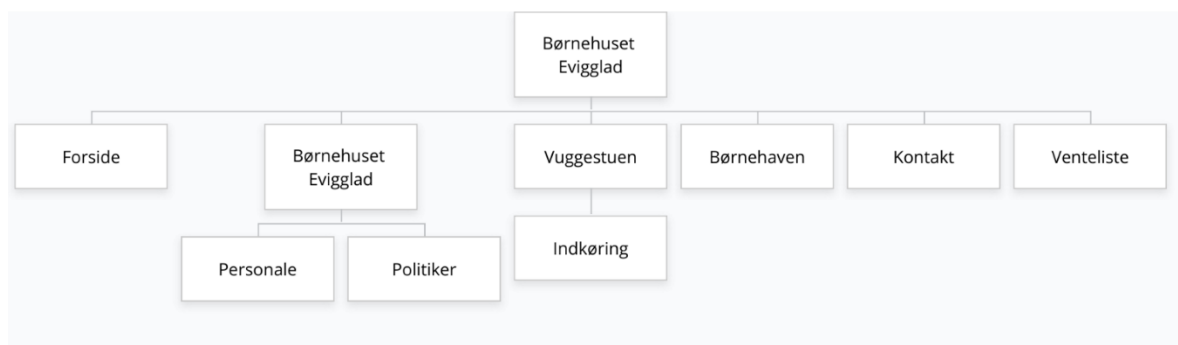 Børnehuset
Evigglad
Forside
Børnehuset
Evigglad
Vuggestuen
Børnehaven
Kontakt
Venteliste
Personale
Politiker
Indkøring